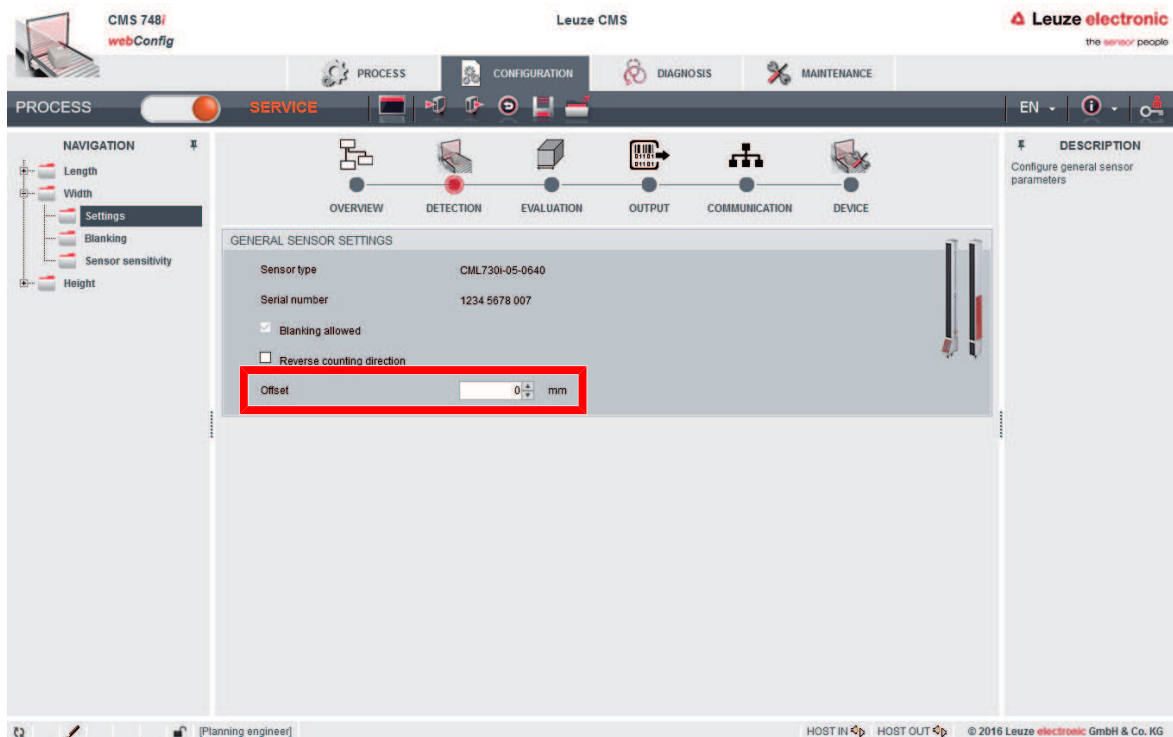 CMS 748i
webConfig
Leuze CMS
Leuze electronic
the sensor people
PROCESS
CONFIGURATION
DIAGNOSIS
MAINTENANCE
PROCESS
SERVICE
EN
NAVIGATION
Length
Width
Settings
Blanking
Sensor sensitivity
Height
OVERVIEW
DETECTION
EVALUATION
OUTPUT
COMMUNICATION
DEVICE
GENERAL SENSOR SETTINGS
Sensor type CML730i-05-0640
Serial number 1234 5678 007
Blanking allowed
Reverse counting direction
Offset 0 mm
DESCRIPTION
Configure general sensor
parameters
[Planning engineer]
HOST IN HOST OUT © 2016 Leuze electronic GmbH & Co. KG